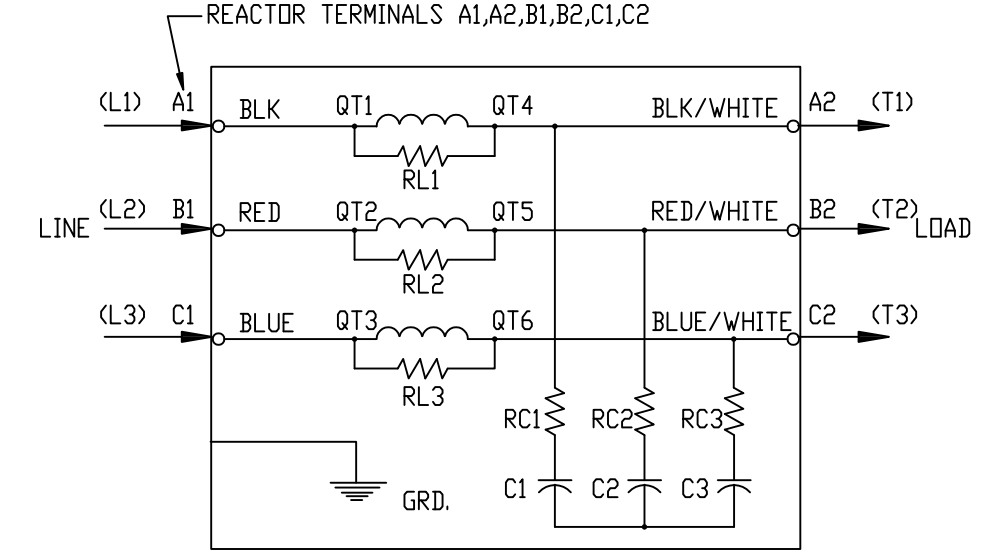 REACTOR TERMINALS A1,A2,B1,B2,C1,C2
(L1) A1 BLK QT1 QT4 BLK/WHITE A2 (T1)
RL1
LINE (L2) B1 RED QT2 QT5 RED/WHITE B2 (T2) LOAD
RL2
(L3) C1 BLUE QT3 QT6 BLUE/WHITE C2 (T3)
RL3
RC1 RC2 RC3
GRD. C1 C2 C3